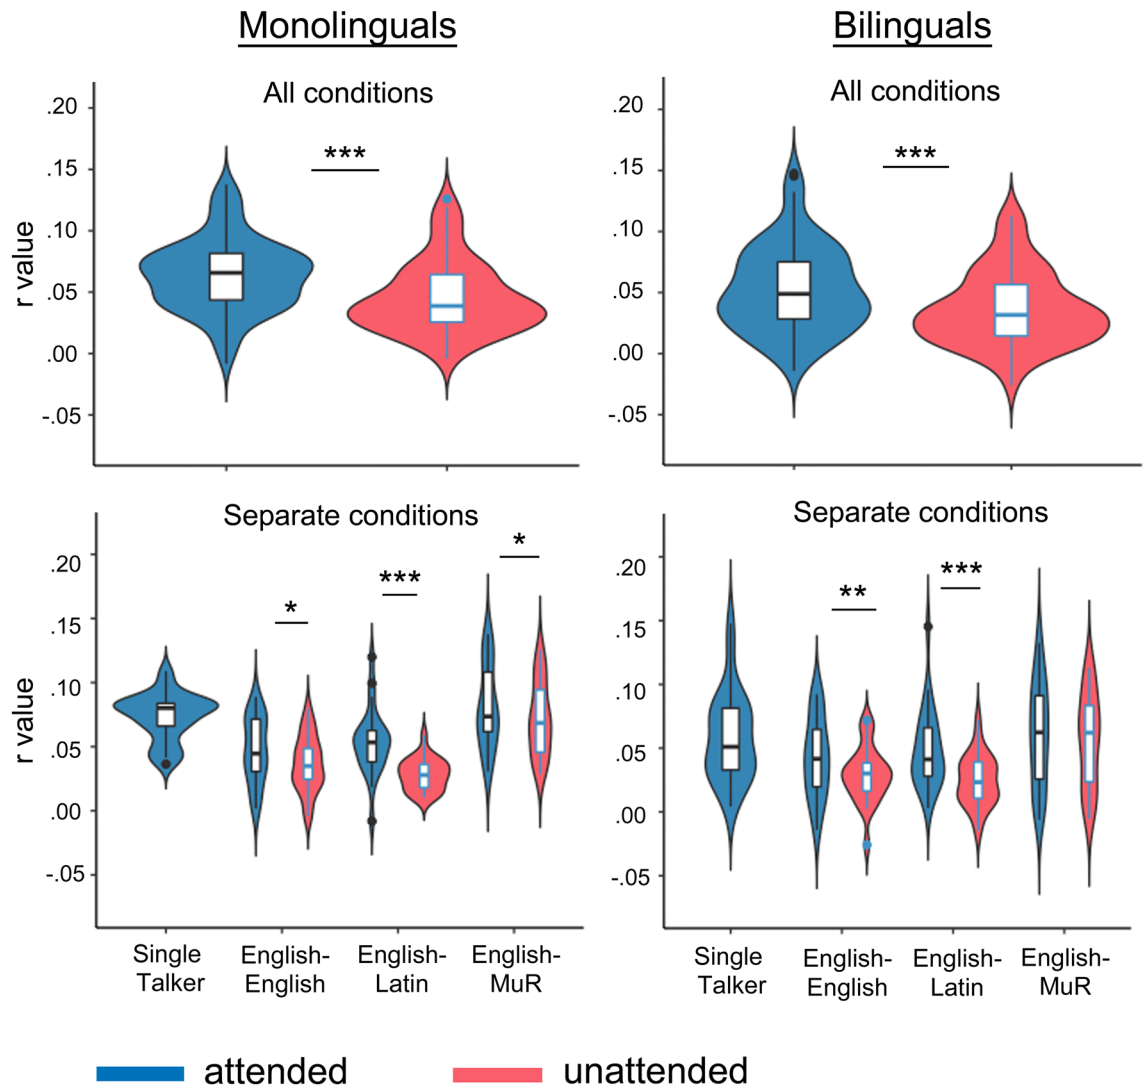 Monolinguals
Bilinguals
All conditions
All conditions
.20
.15
.10
.05
.00
-.05
r value
***
.20
.15
.10
.05
.00
-.05
***
Separate conditions
Separate conditions
.20
.15
.10
.05
.00
-.05
r value
*
***
*
.20
.15
.10
.05
.00
-.05
**
***
Single
Talker
English-
English
English-
Latin
English-
MuR
Single
Talker
English-
English
English-
Latin
English-
MuR
attended
unattended